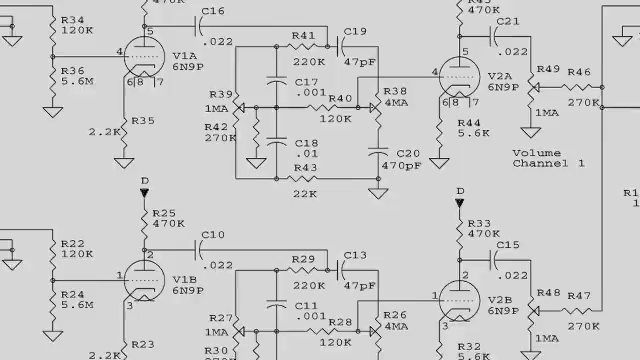 R34
120K
R36
5.6M
5
4
V1A
6N9P
6
8
7
2.2K
R35
470K
C16
.022
R41
220K
C19
47pF
C17
.001
R39
1MA
R42
270K
R40
120K
R38
4MA
C18
.01
R43
22K
C20
470pF
470K
C21
.022
5
4
V2A
6N9P
6
8
7
R44
5.6K
R49
1MA
R46
270K
Volume
Channel 1
D
R25
470K
C10
.022
R22
120K
R24
5.6M
2
1
V1B
6N9P
3
R23
2.2K
R29
220K
C13
47pF
C11
.001
R27
1MA
R30
270K
R28
120K
R26
4MA
D
R33
470K
C15
.022
2
1
V2B
6N9P
3
R32
5.6K
R48
1MA
R47
270K